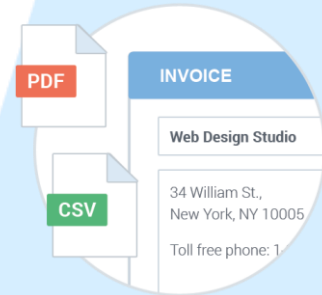 PDF
INVOICE
Web Design Studio
CSV
34 William St.,
New York, NY 10005
Toll free phone: 1-